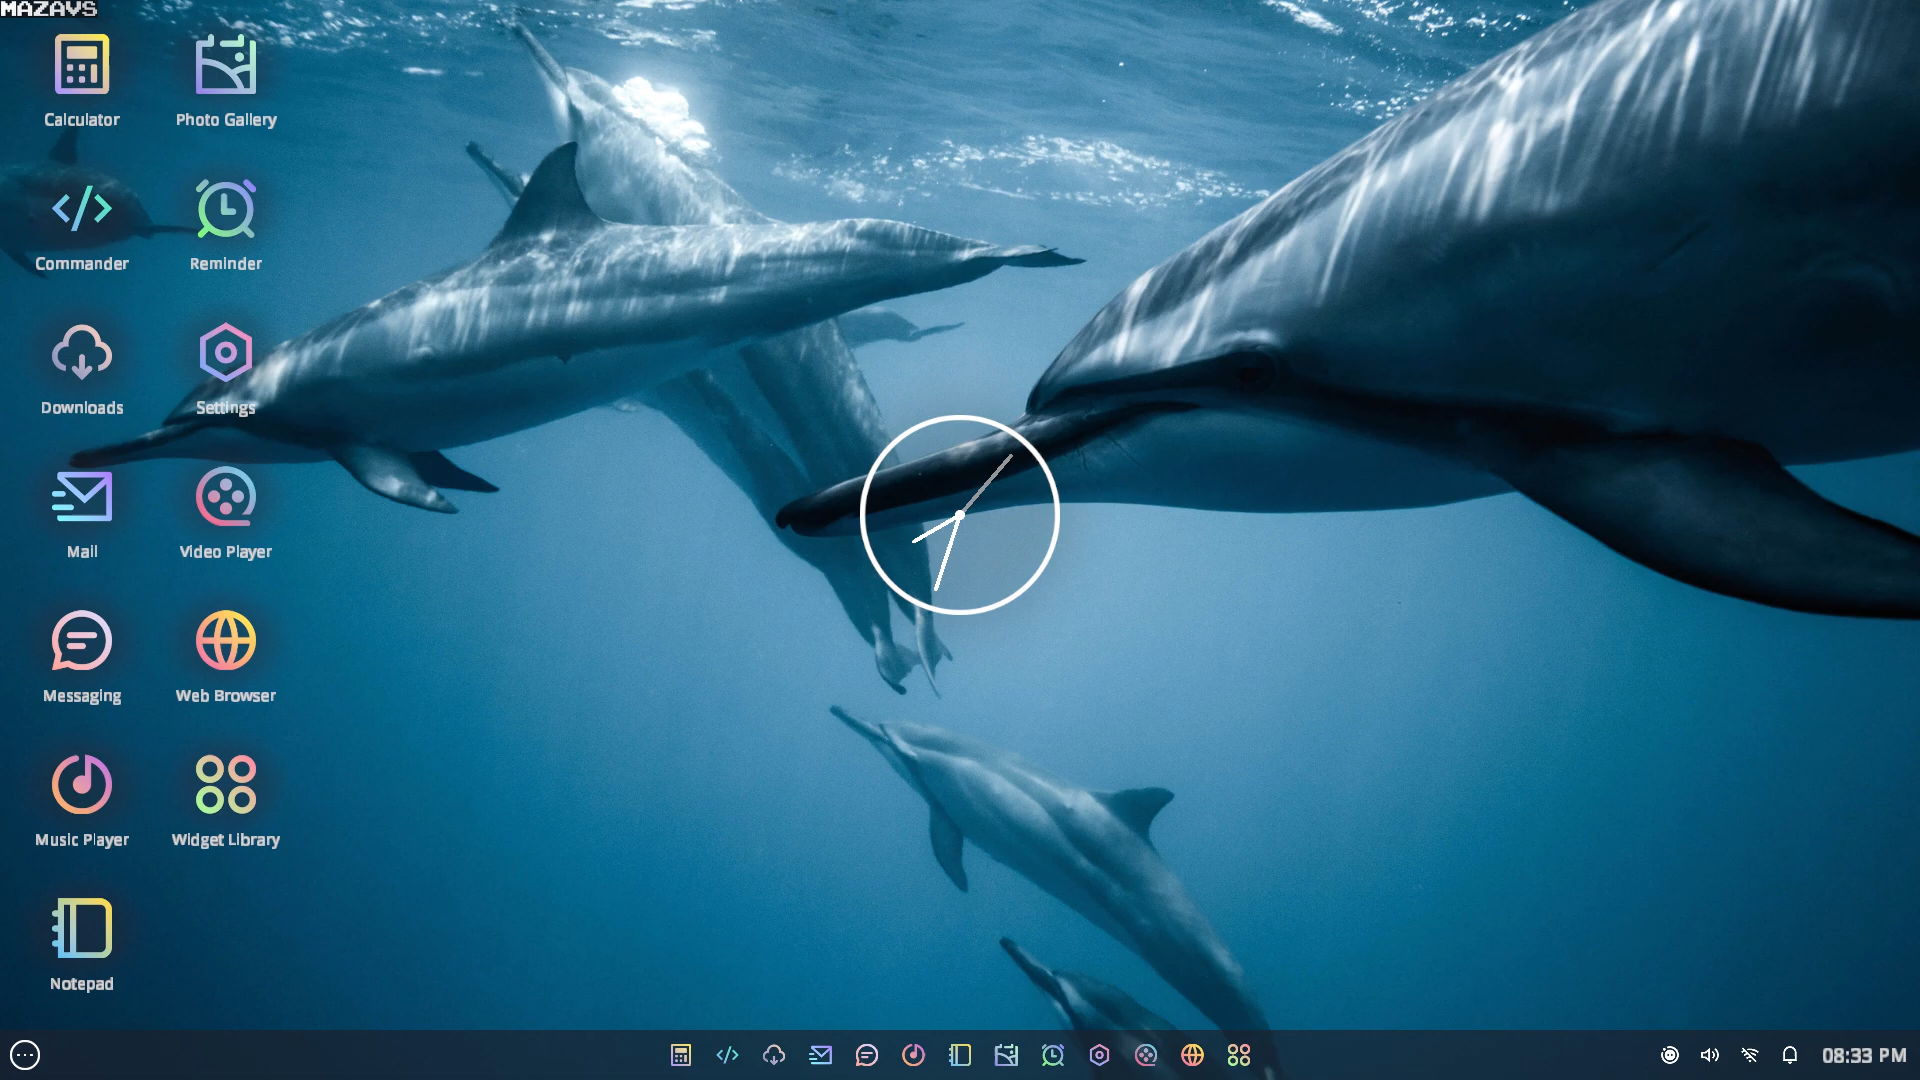 MAZAVS
Calculator
Photo Gallery
Commander
Reminder
Downloads
Settings
Mail
Video Player
Messaging
Web Browser
Music Player
Widget Library
Notepad
08:33 PM